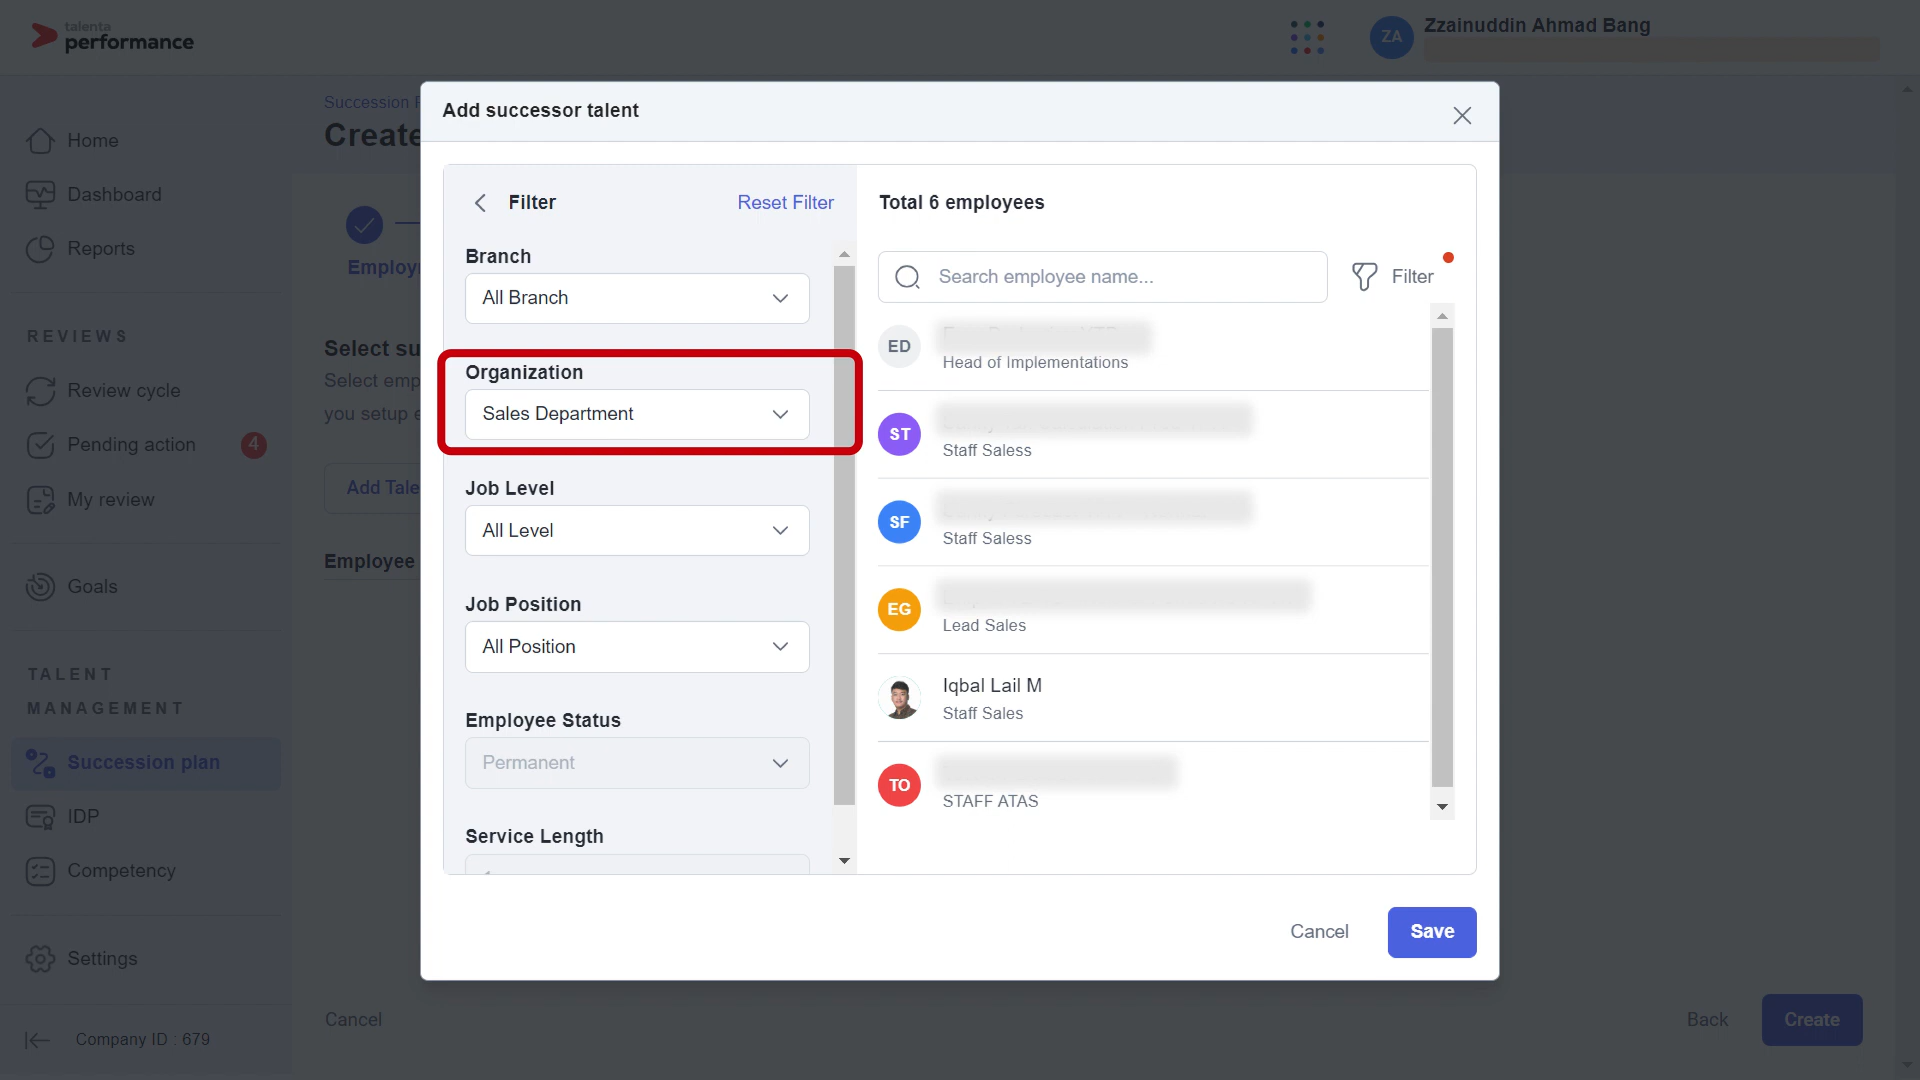 talenta
performance
ZA
Zzainuddin Ahmad Bang
Home
Dashboard
Reports
REVIEWS
Review cycle
Pending action
4
My review
Goals
TALENT
MANAGEMENT
Succession plan
IDP
Competency
Settings
Company ID : 679
Succession
Create
Employ
Select su
Select emp
you setup e
Add Tale
Employee
Cancel
Back
Create
Add successor talent
Filter
Reset Filter
Branch
All Branch
Organization
Sales Department
Job Level
All Level
Job Position
All Position
Employee Status
Permanent
Service Length
Total 6 employees
Search employee name...
Filter
ED
Head of Implementations
ST
Staff Saless
SF
Staff Saless
EG
Lead Sales
Iqbal Lail M
Staff Sales
TO
STAFF ATAS
Cancel
Save